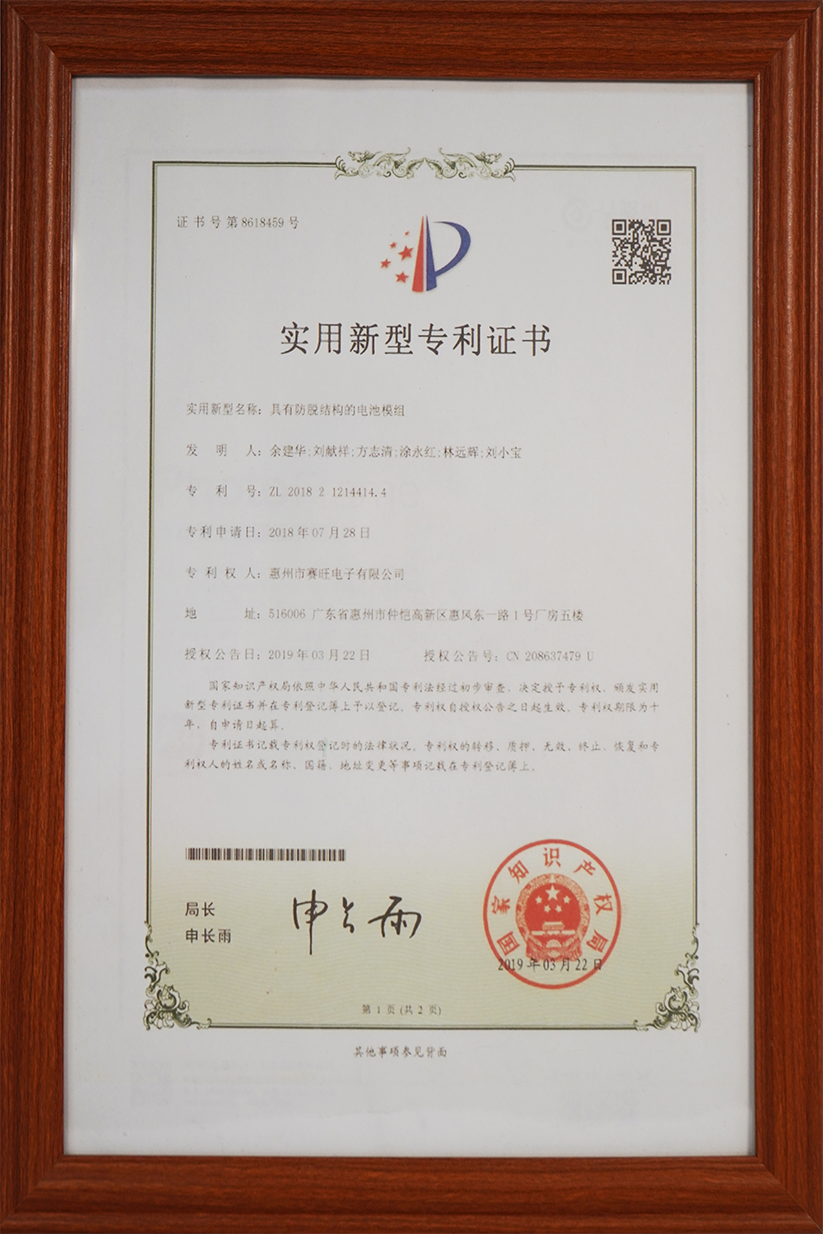 证书号第8618459号
实用新型专利证书
实用新型名称：具有防脱结构的电池模组
发明人：余建华;刘献祥;方志清;涂永红;林远辉;刘小宝
专利号：ZL 2018 2 1214414.4
专利申请日：2018年07月28日
专利权人：惠州市赛旺电子有限公司
地址：516006 广东省惠州市仲恺高新区惠风东一路1号厂房五楼
授权公告日：2019年03月22日 授权公告号：CN 208637479 U
国家知识产权局依照中华人民共和国专利法经过初步审查，决定授予专利权，颁发实用
新型专利证书并在专利登记簿上予以登记。专利权自授权公告之日起生效。专利权期限为十
年，自申请日起算。
专利证书记载专利权登记时的法律状况。专利权的转移、质押、无效、终止、恢复和专
利权人的姓名或名称、国籍、地址变更等事项记载在专利登记簿上。
局长
申长雨
申长雨
国家知识产权局
2019年03月22日
第1页(共2页)
其他事项参见背面